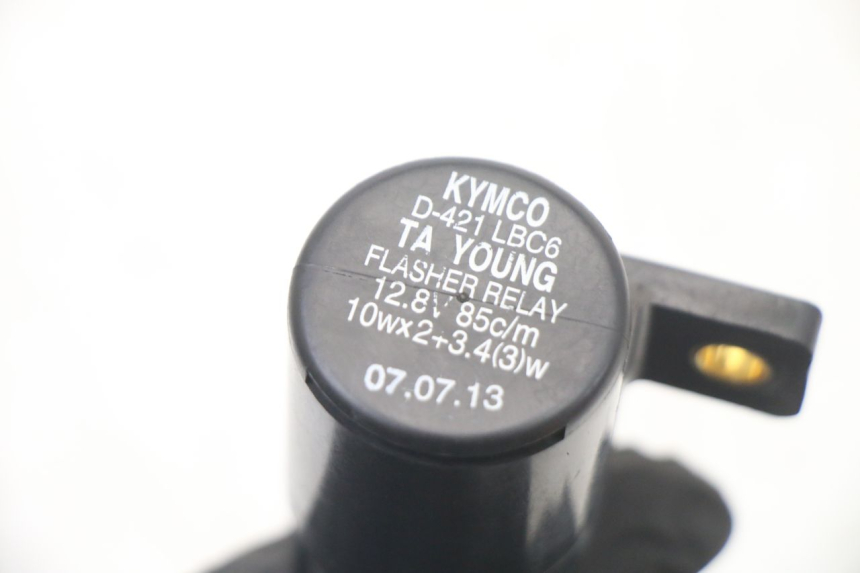 KYMCO
D-421 LBC6
TA YOUNG
FLASHER RELAY
12.8V 85c/m
10wx2+3.4(3)w
07.07.13